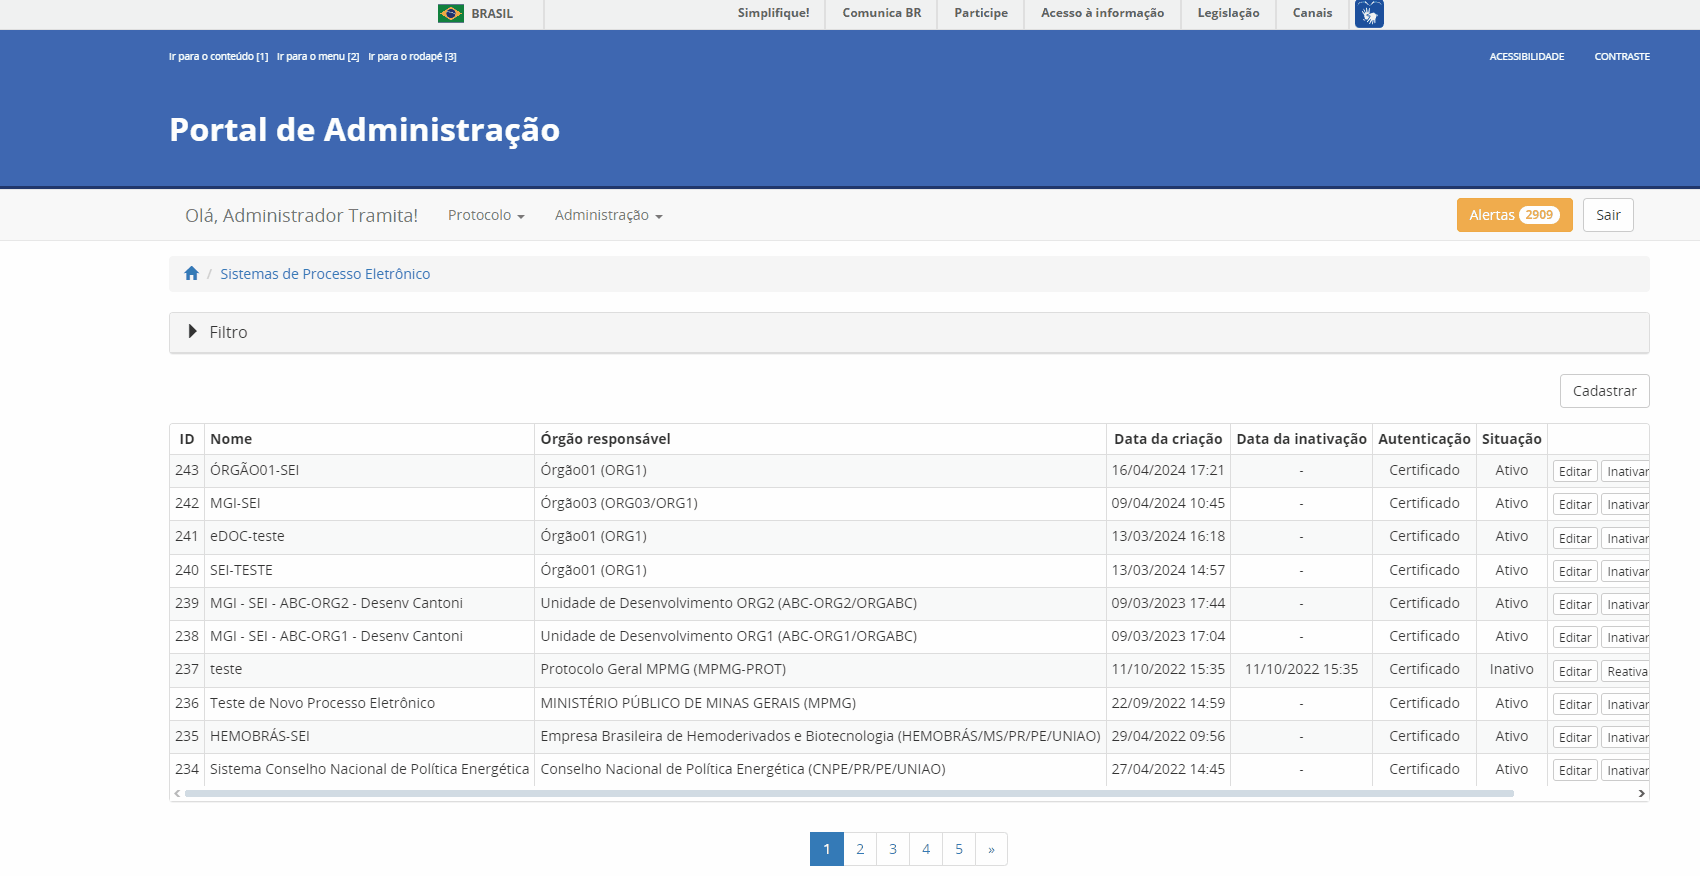 BRASIL Simplifique! Comunica BR Participe Acesso à informação Legislação Canais
Ir para o conteúdo [1] Ir para o menu [2] Ir para o rodapé [3] ACESSIBILIDADE CONTRASTE
Portal de Administração
Olá, Administrador Tramita! Protocolo Administração Alertas 2909 Sair
/ Sistemas de Processo Eletrônico
Filtro
Cadastrar
ID Nome Órgão responsável Data da criação Data da inativação Autenticação Situação
243 ÓRGÃO01-SEI Órgão01 (ORG1) 16/04/2024 17:21 - Certificado Ativo Editar Inativar
242 MGI-SEI Órgão03 (ORG03/ORG1) 09/04/2024 10:45 - Certificado Ativo Editar Inativar
241 eDOC-teste Órgão01 (ORG1) 13/03/2024 16:18 - Certificado Ativo Editar Inativar
240 SEI-TESTE Órgão01 (ORG1) 13/03/2024 14:57 - Certificado Ativo Editar Inativar
239 MGI - SEI - ABC-ORG2 - Desenv Cantoni Unidade de Desenvolvimento ORG2 (ABC-ORG2/ORGABC) 09/03/2023 17:44 - Certificado Ativo Editar Inativar
238 MGI - SEI - ABC-ORG1 - Desenv Cantoni Unidade de Desenvolvimento ORG1 (ABC-ORG1/ORGABC) 09/03/2023 17:04 - Certificado Ativo Editar Inativar
237 teste Protocolo Geral MPMG (MPMG-PROT) 11/10/2022 15:35 11/10/2022 15:35 Certificado Inativo Editar Reativa
236 Teste de Novo Processo Eletrônico MINISTÉRIO PÚBLICO DE MINAS GERAIS (MPMG) 22/09/2022 14:59 - Certificado Ativo Editar Inativar
235 HEMOBRÁS-SEI Empresa Brasileira de Hemoderivados e Biotecnologia (HEMOBRÁS/MS/PR/PE/UNIAO) 29/04/2022 09:56 - Certificado Ativo Editar Inativar
234 Sistema Conselho Nacional de Política Energética Conselho Nacional de Política Energética (CNPE/PR/PE/UNIAO) 27/04/2022 14:45 - Certificado Ativo Editar Inativar
1 2 3 4 5 »